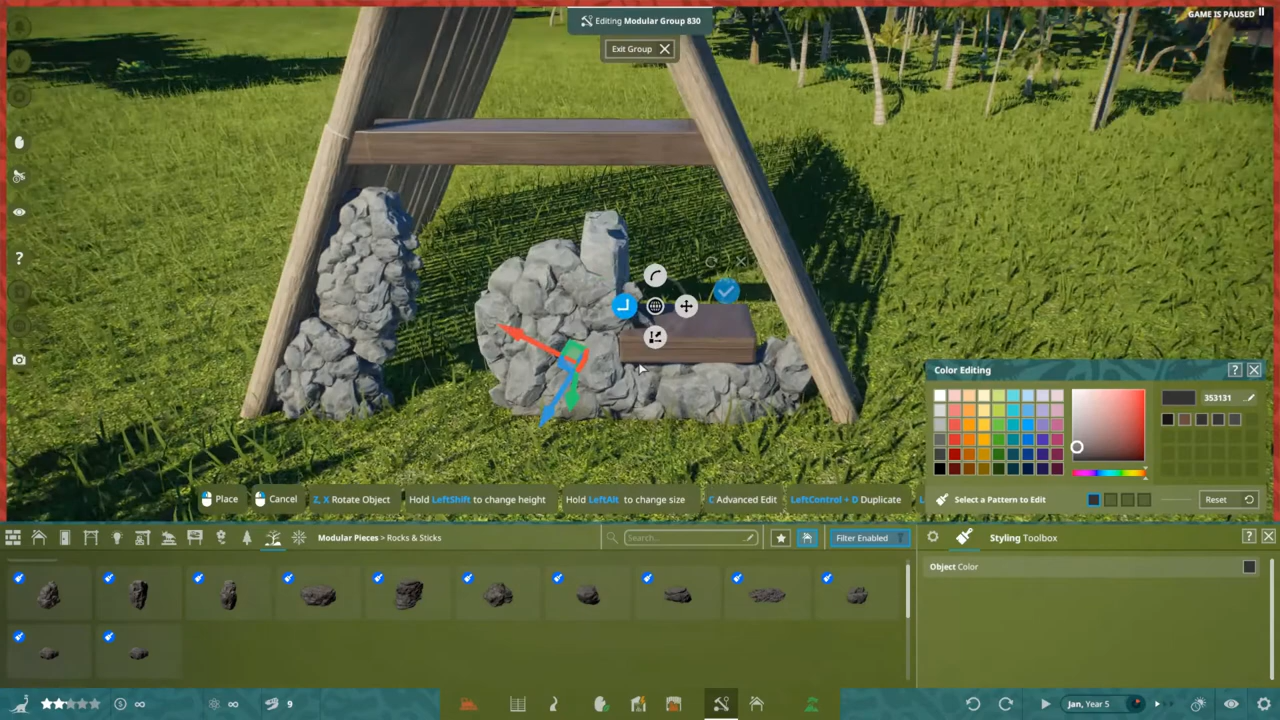 Editing Modular Group 830
GAME IS PAUSED
Exit Group
?
Color Editing
?
353131
Place
Cancel
Z, X Rotate Object
Hold LeftShift to change height
Hold LeftAlt to change size
C Advanced Edit
LeftControl + D Duplicate
Select a Pattern to Edit
Reset
Modular Pieces > Rocks & Sticks
Search...
Filter Enabled
Styling Toolbox
?
Object Color
∞
∞
9
Jan, Year 5